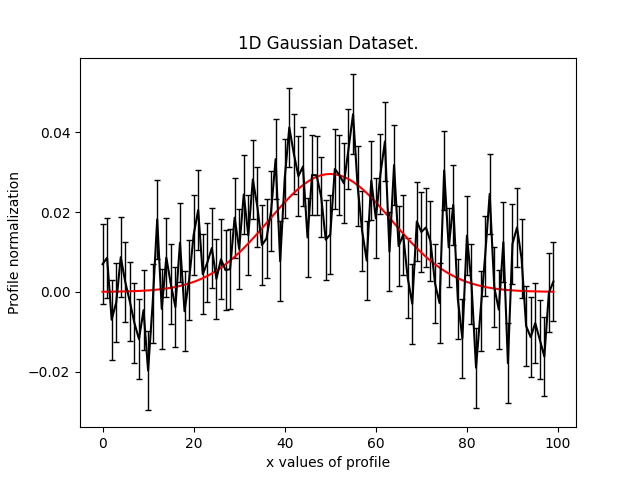 1D Gaussian Dataset.
Profile normalization
0.04
0.02
0.00
−0.02
0 20 40 60 80 100
x values of profile